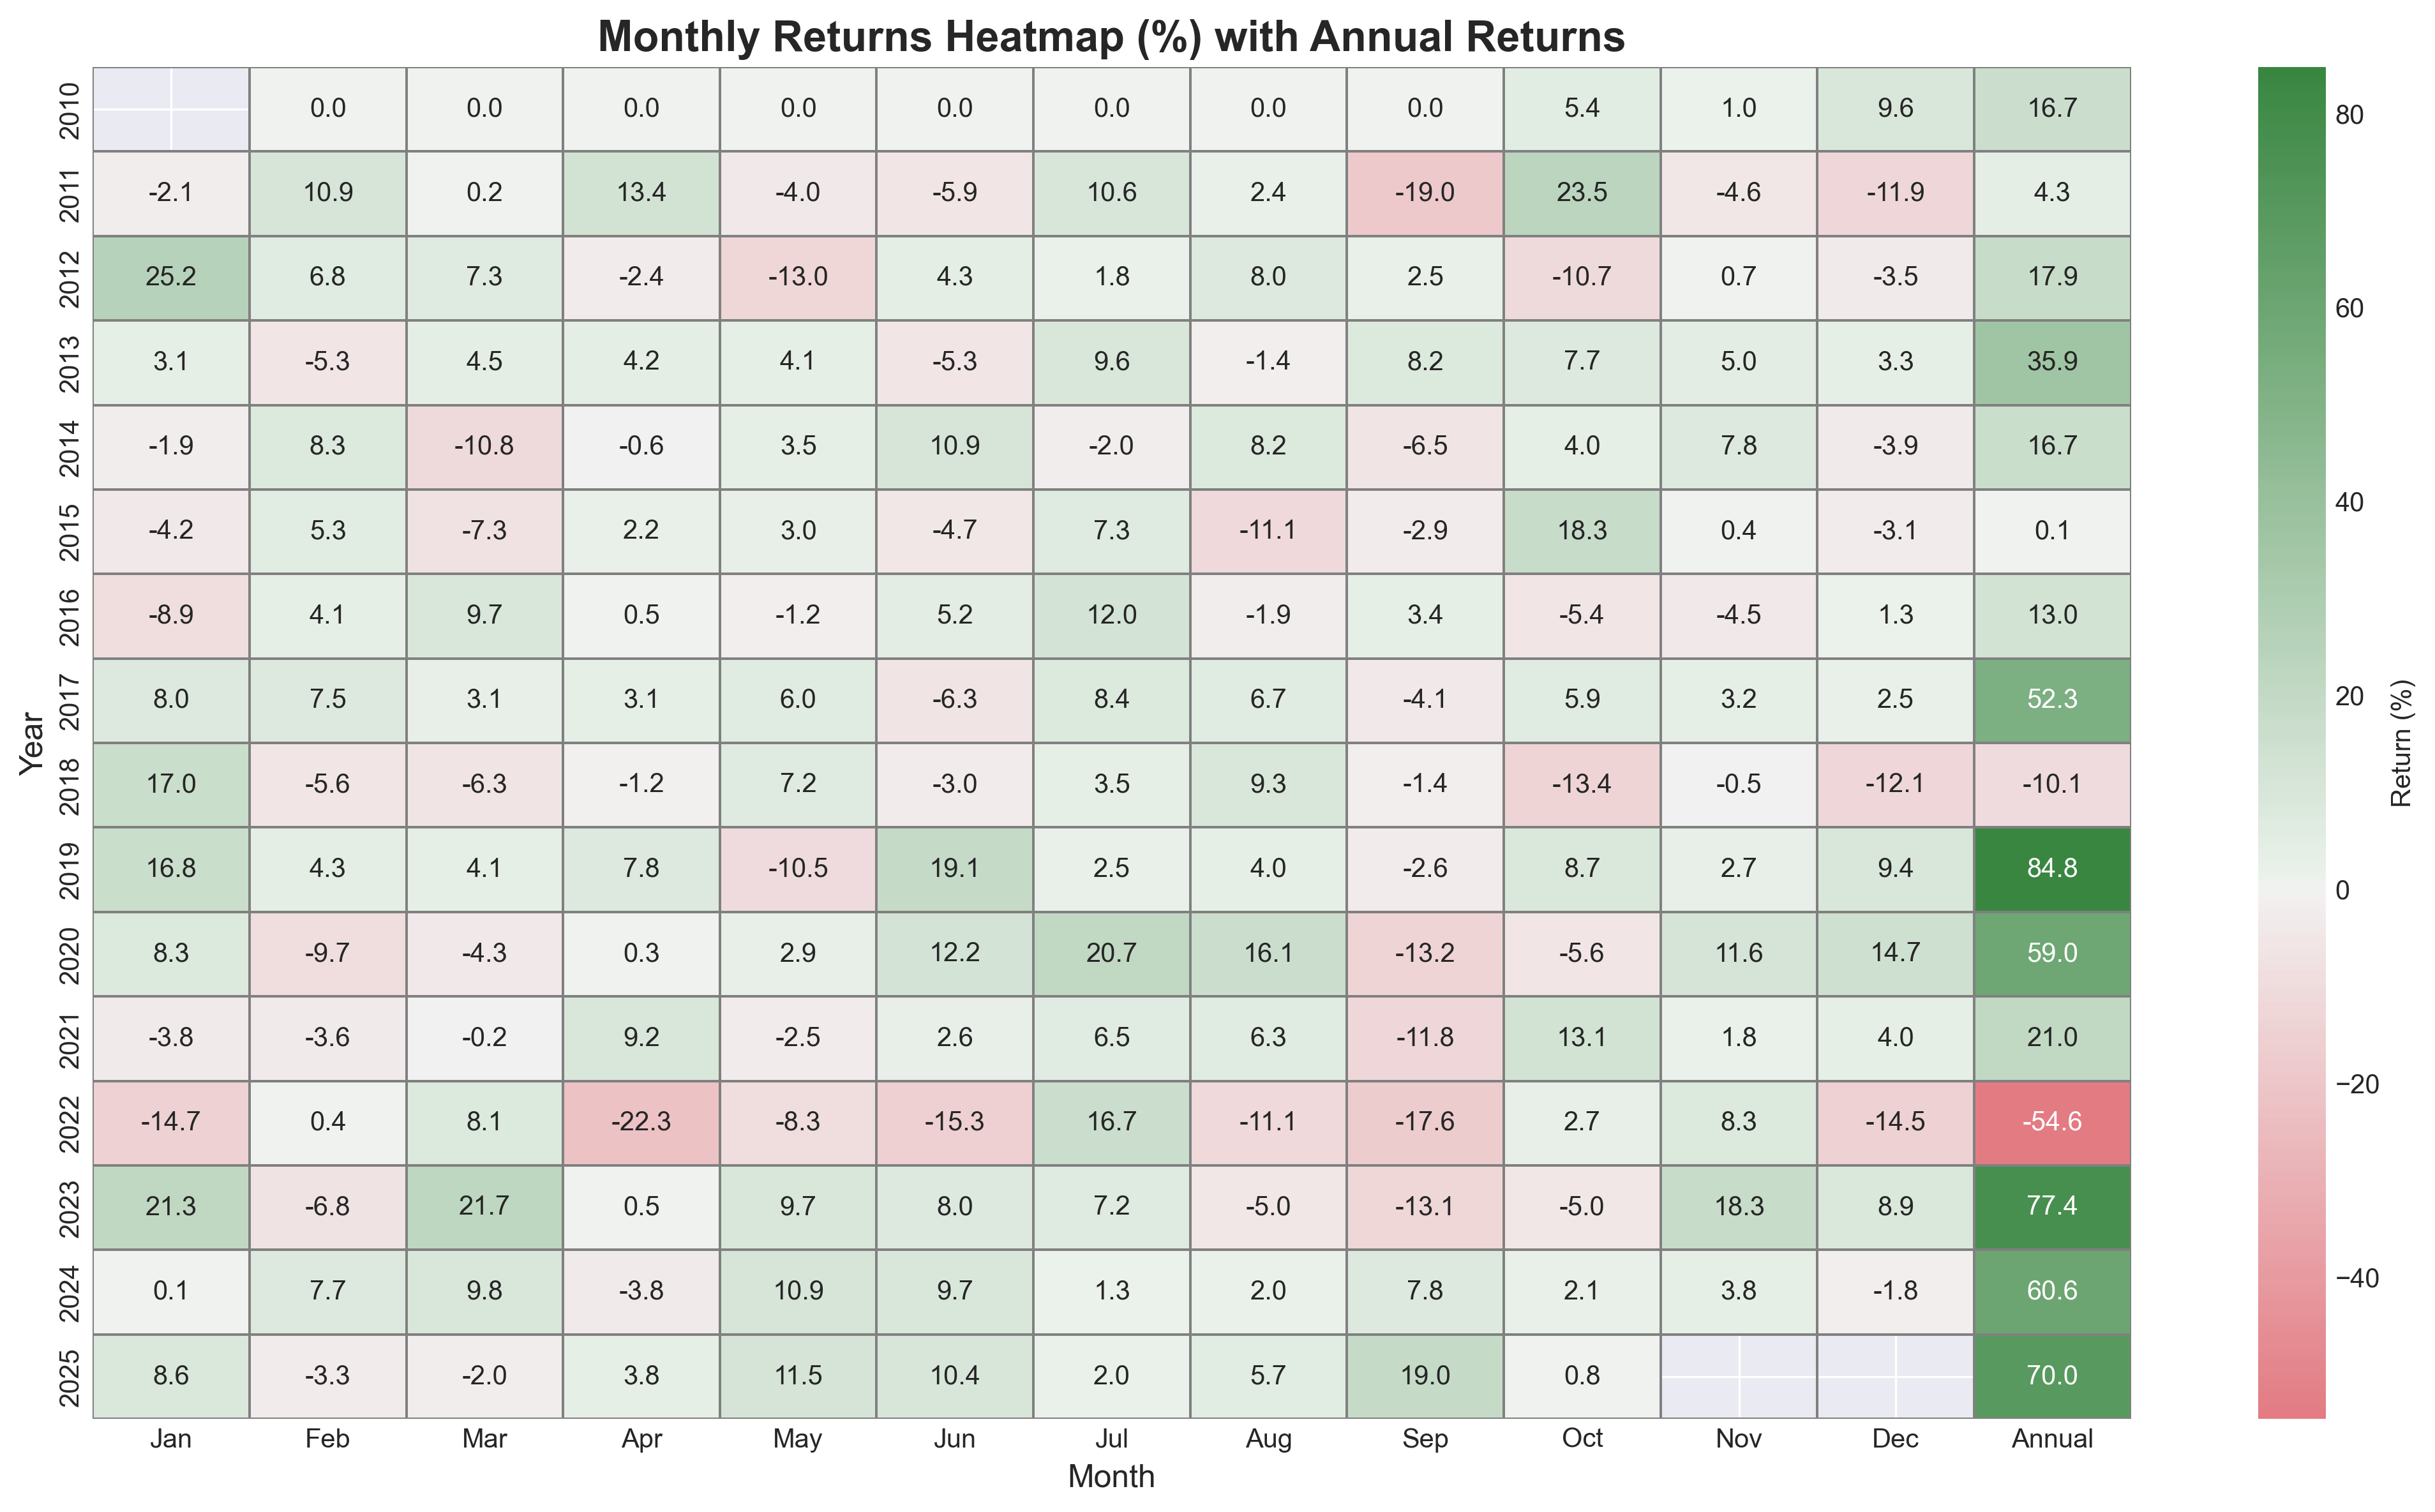 Monthly Returns Heatmap (%) with Annual Returns
2010 0.0 0.0 0.0 0.0 0.0 0.0 0.0 0.0 5.4 1.0 9.6 16.7
2011 -2.1 10.9 0.2 13.4 -4.0 -5.9 10.6 2.4 -19.0 23.5 -4.6 -11.9 4.3
2012 25.2 6.8 7.3 -2.4 -13.0 4.3 1.8 8.0 2.5 -10.7 0.7 -3.5 17.9
2013 3.1 -5.3 4.5 4.2 4.1 -5.3 9.6 -1.4 8.2 7.7 5.0 3.3 35.9
2014 -1.9 8.3 -10.8 -0.6 3.5 10.9 -2.0 8.2 -6.5 4.0 7.8 -3.9 16.7
2015 -4.2 5.3 -7.3 2.2 3.0 -4.7 7.3 -11.1 -2.9 18.3 0.4 -3.1 0.1
2016 -8.9 4.1 9.7 0.5 -1.2 5.2 12.0 -1.9 3.4 -5.4 -4.5 1.3 13.0
2017 8.0 7.5 3.1 3.1 6.0 -6.3 8.4 6.7 -4.1 5.9 3.2 2.5 52.3
2018 17.0 -5.6 -6.3 -1.2 7.2 -3.0 3.5 9.3 -1.4 -13.4 -0.5 -12.1 -10.1
2019 16.8 4.3 4.1 7.8 -10.5 19.1 2.5 4.0 -2.6 8.7 2.7 9.4 84.8
2020 8.3 -9.7 -4.3 0.3 2.9 12.2 20.7 16.1 -13.2 -5.6 11.6 14.7 59.0
2021 -3.8 -3.6 -0.2 9.2 -2.5 2.6 6.5 6.3 -11.8 13.1 1.8 4.0 21.0
2022 -14.7 0.4 8.1 -22.3 -8.3 -15.3 16.7 -11.1 -17.6 2.7 8.3 -14.5 -54.6
2023 21.3 -6.8 21.7 0.5 9.7 8.0 7.2 -5.0 -13.1 -5.0 18.3 8.9 77.4
2024 0.1 7.7 9.8 -3.8 10.9 9.7 1.3 2.0 7.8 2.1 3.8 -1.8 60.6
2025 8.6 -3.3 -2.0 3.8 11.5 10.4 2.0 5.7 19.0 0.8 70.0
Jan Feb Mar Apr May Jun Jul Aug Sep Oct Nov Dec Annual
Month
Year
80
60
40
20
0
−20
−40
Return (%)